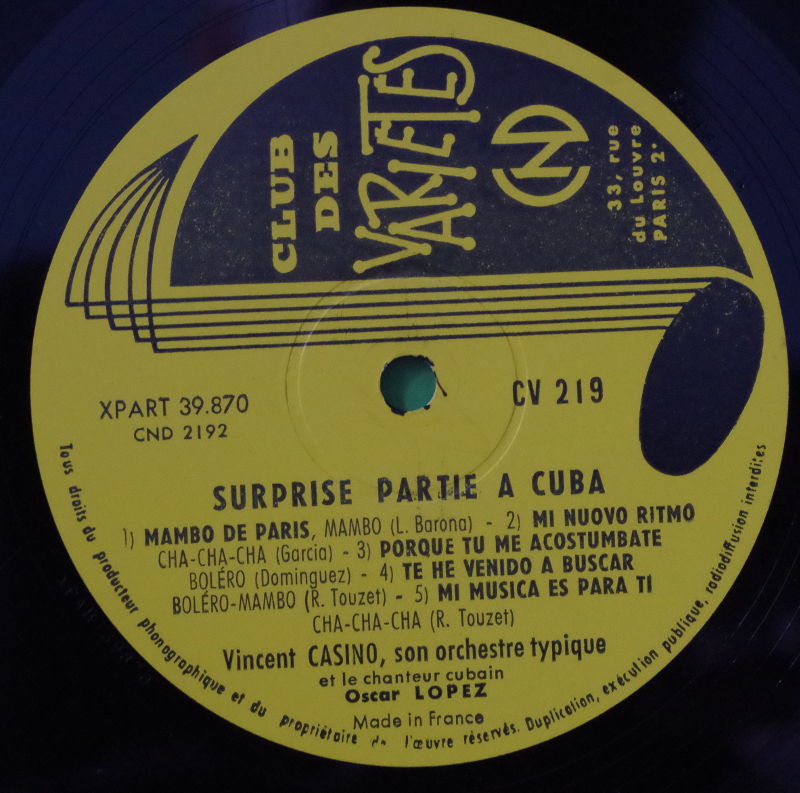 CLUB
DES
VARIETES
CND
33, rue
du Louvre
PARIS 2e
XPART 39.870
CND 2192
CV 219
SURPRISE PARTIE A CUBA
1) MAMBO DE PARIS, MAMBO (L. Barona) - 2) MI NUOVO RITMO
CHA-CHA-CHA (Garcia) - 3) PORQUE TU ME ACOSTUMBATE
BOLÉRO (Dominguez) - 4) TE HE VENIDO A BUSCAR
BOLÉRO-MAMBO (R. Touzet) - 5) MI MUSICA ES PARA TI
CHA-CHA-CHA (R. Touzet)
Vincent CASINO, son orchestre typique
et le chanteur cubain
Oscar LOPEZ
Made in France
Tous droits du producteur phonographique et du propriétaire de l'œuvre réservés. Duplication, exécution publique, radiodiffusion interdites